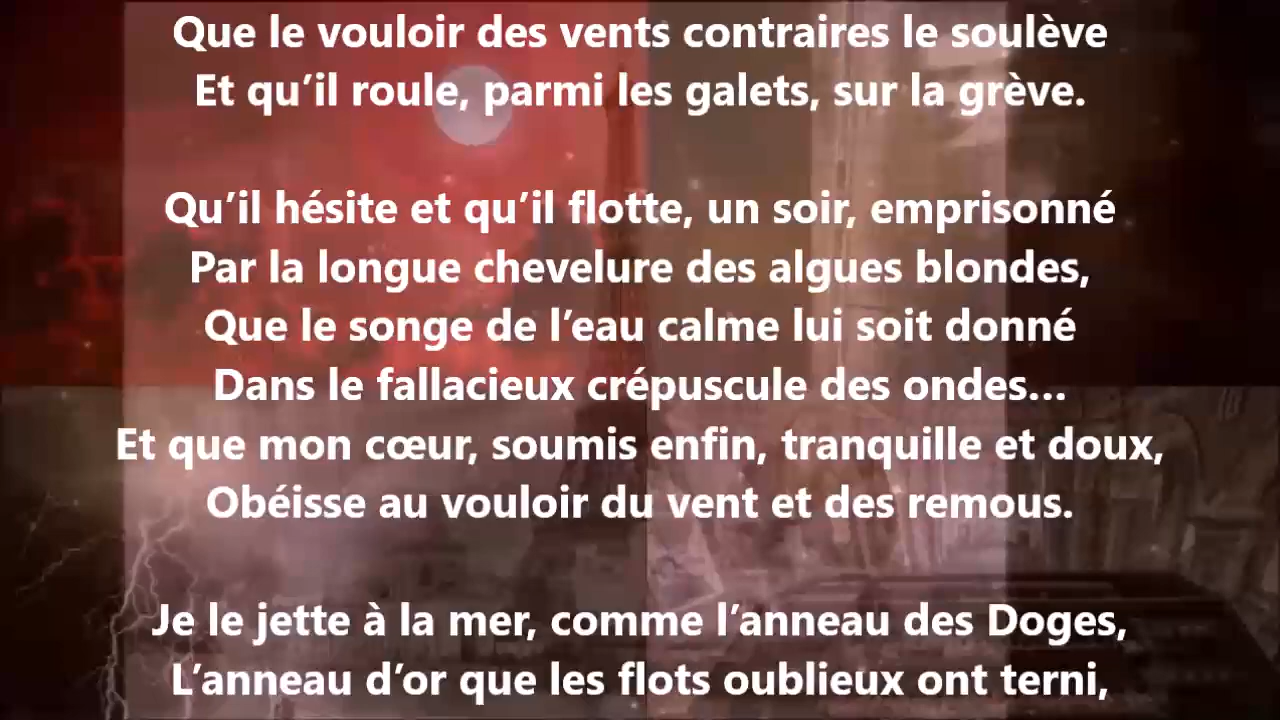 Que le vouloir des vents contraires le soulève
Et qu’il roule, parmi les galets, sur la grève.
Qu’il hésite et qu’il flotte, un soir, emprisonné
Par la longue chevelure des algues blondes,
Que le songe de l’eau calme lui soit donné
Dans le fallacieux crépuscule des ondes…
Et que mon cœur, soumis enfin, tranquille et doux,
Obéisse au vouloir du vent et des remous.
Je le jette à la mer, comme l’anneau des Doges,
L’anneau d’or que les flots oublieux ont terni,